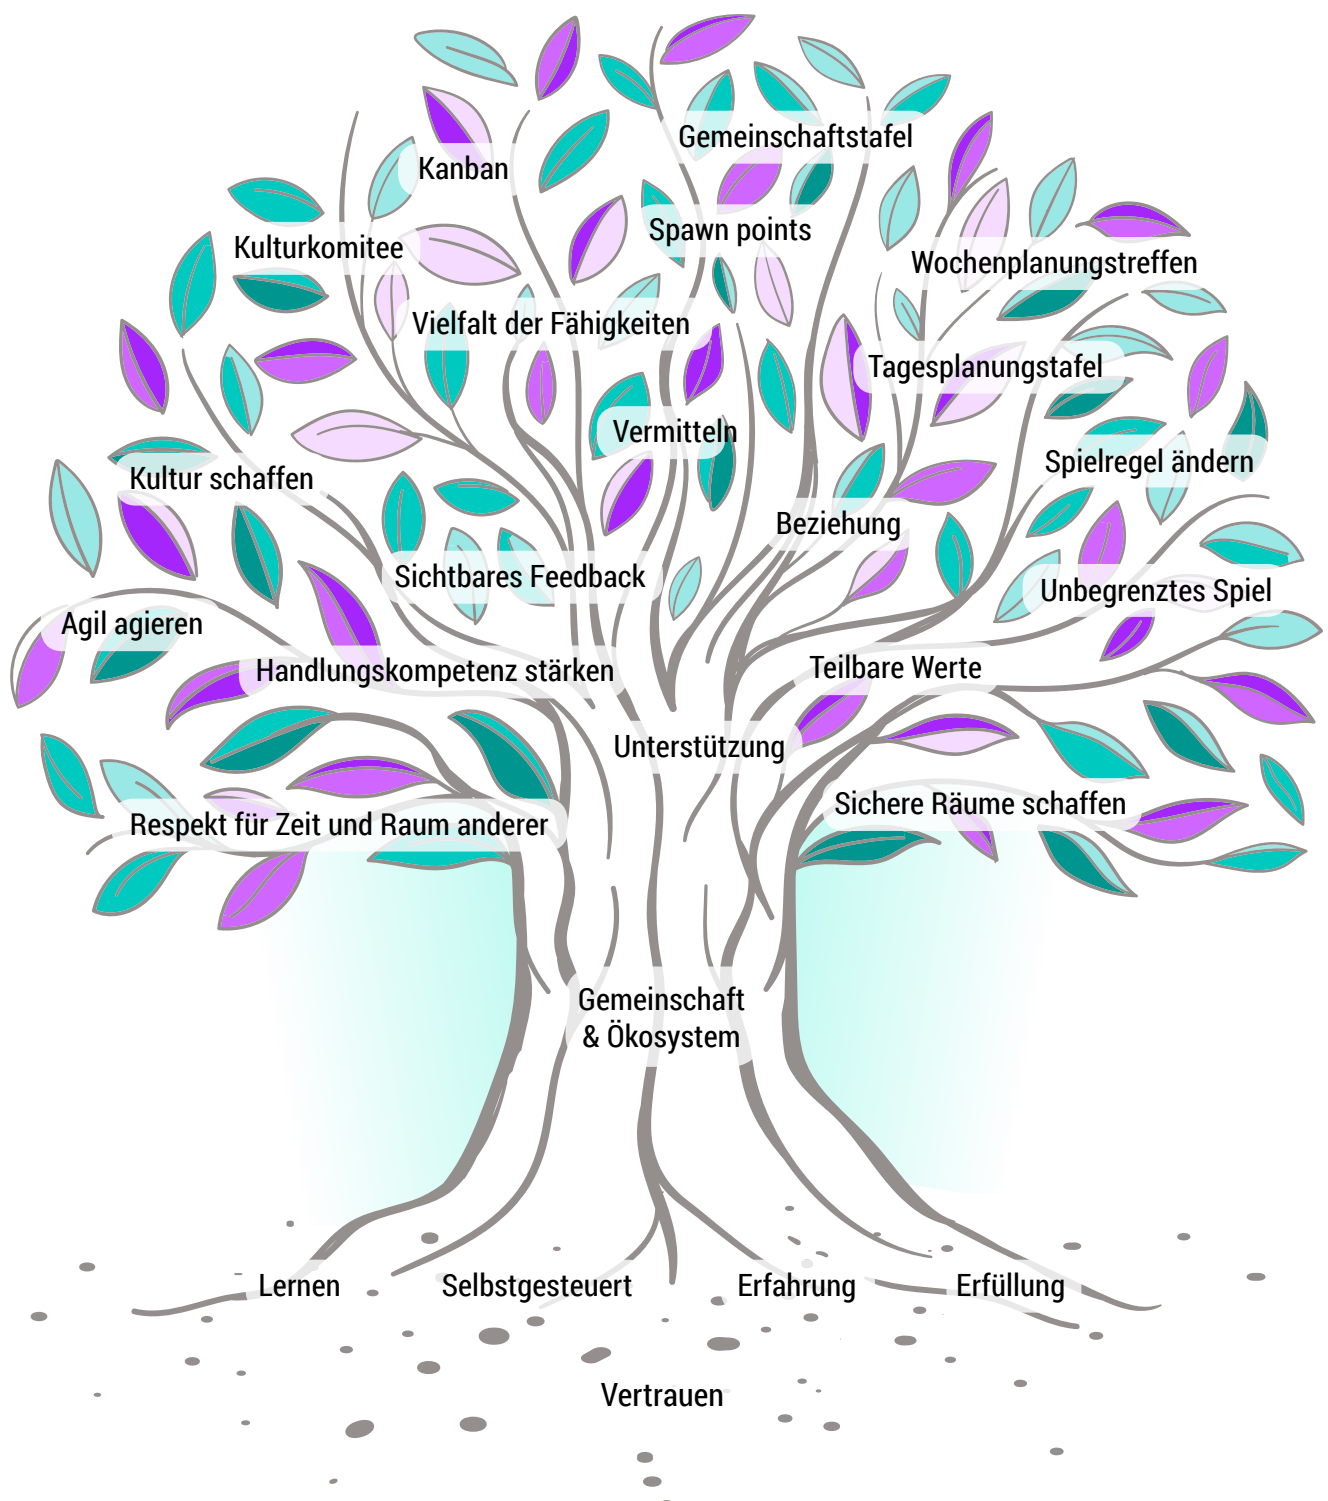 Gemeinschaftstafel
Kanban
Spawn points
Kulturkomitee
Wochenplanungstreffen
Vielfalt der Fähigkeiten
Tagesplanungstafel
Vermitteln
Spielregel ändern
Kultur schaffen
Beziehung
Sichtbares Feedback
Unbegrenztes Spiel
Agil agieren
Handlungskompetenz stärken
Teilbare Werte
Unterstützung
Sichere Räume schaffen
Respekt für Zeit und Raum anderer
Gemeinschaft
& Ökosystem
Lernen
Selbstgesteuert
Erfahrung
Erfüllung
Vertrauen